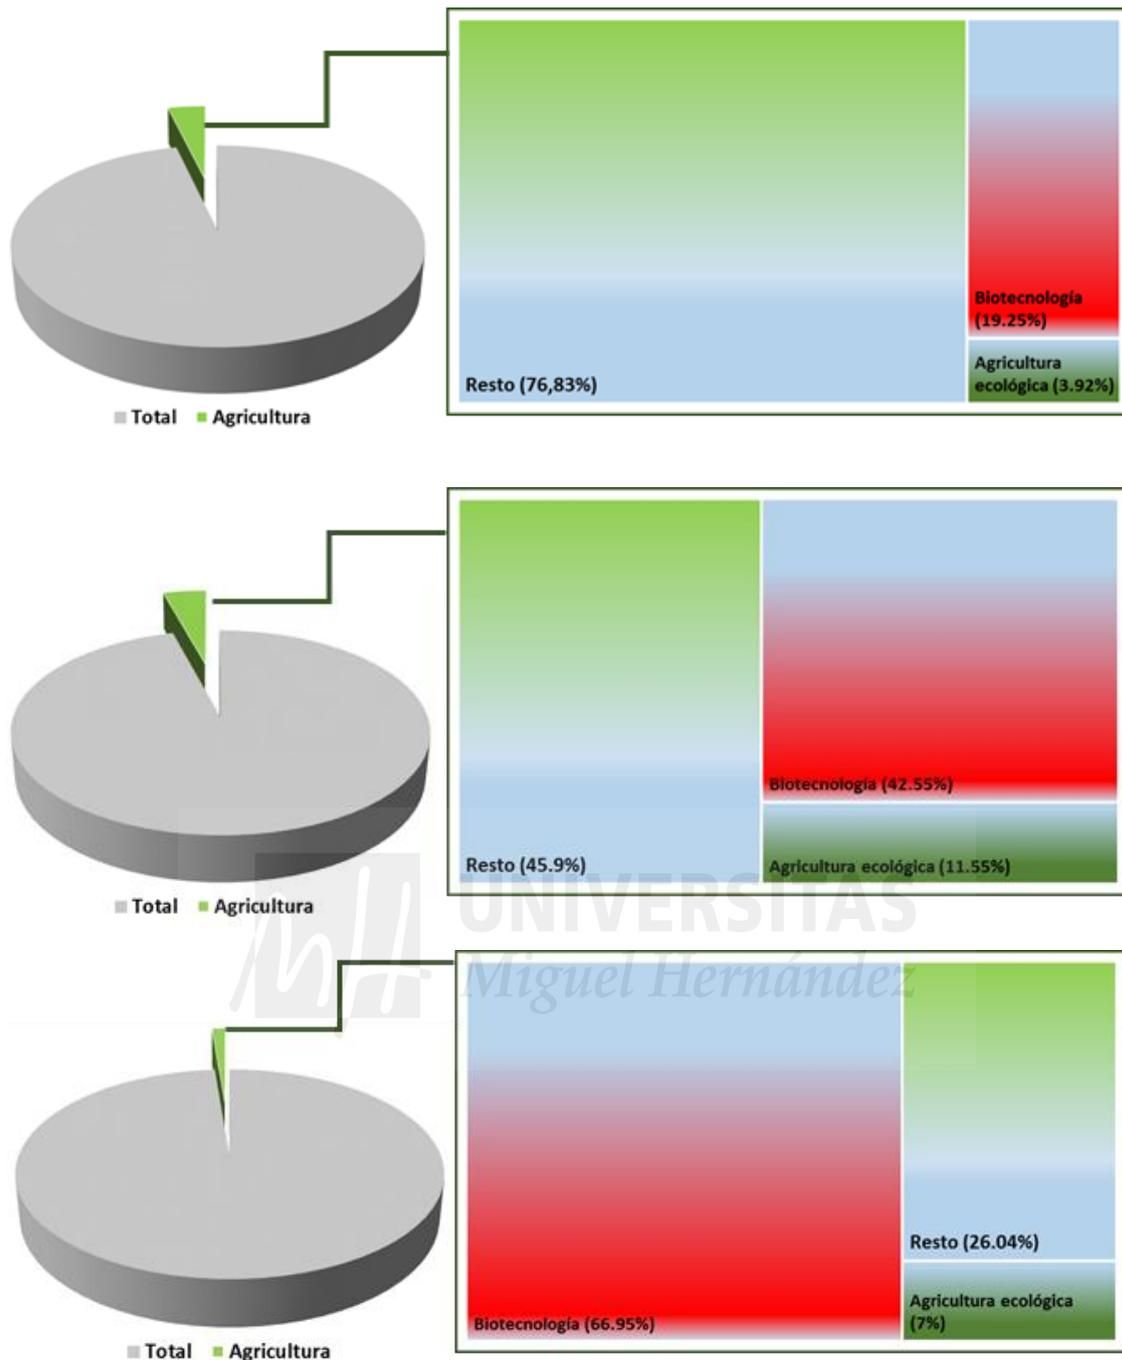 Biotecnología
(19.25%)
Agricultura
ecológica (3.92%)
Resto (76,83%)
Total Agricultura
Biotecnología (42.55%)
Resto (45.9%)
Agricultura ecológica (11.55%)
Total Agricultura
UNIVERSITAS
Miguel Hernández
Resto (26.04%)
Agricultura ecológica
(7%)
Biotecnología (66.95%)
Total Agricultura